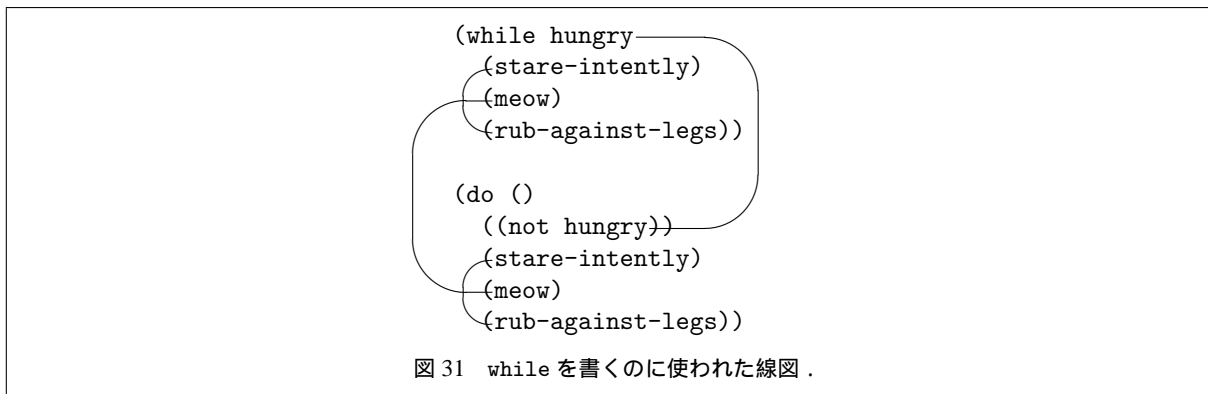 (while hungry
(stare-intently)
(meow)
(rub-against-legs))
(do ()
((not hungry))
(stare-intently)
(meow)
(rub-against-legs))
図 31 while を書くのに使われた線図.